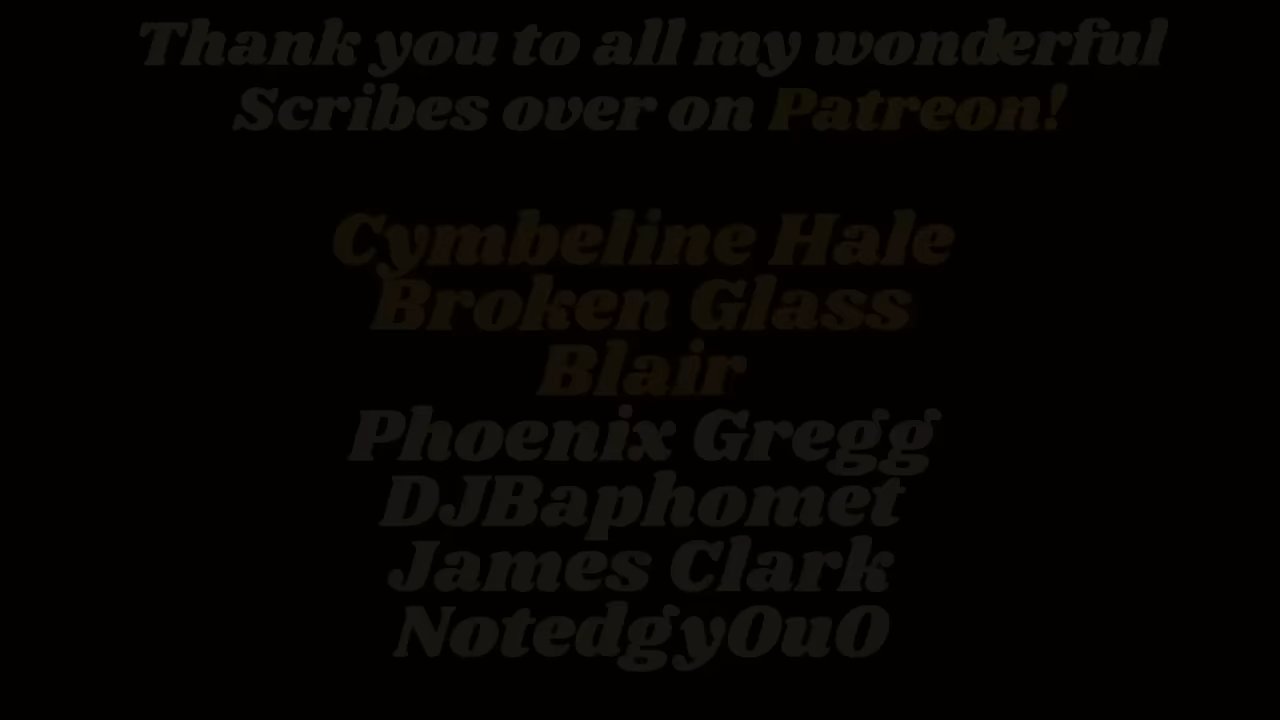 Thank you to all my wonderful
Scribes over on Patreon!
Cymbeline Hale
Broken Glass
Blair
Phoenix Gregg
DJBaphomet
James Clark
NotedgyOuO